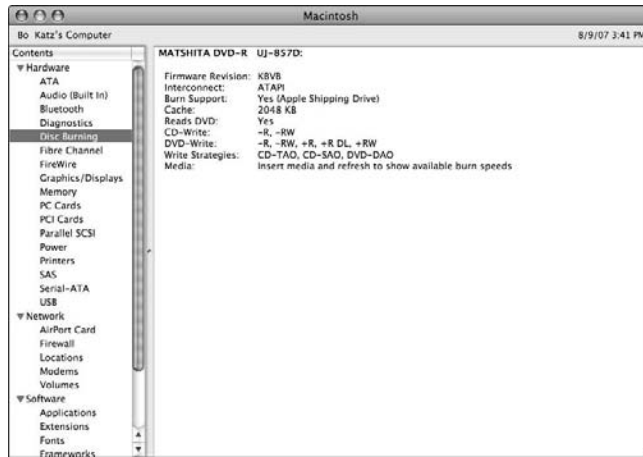 Macintosh
Bo Katz's Computer 8/9/07 3:41 PM
Contents
Hardware
ATA
Audio (Built In)
Bluetooth
Diagnostics
Disc Burning
Fibre Channel
FireWire
Graphics/Displays
Memory
PC Cards
PCI Cards
Parallel SCSI
Power
Printers
SAS
Serial-ATA
USB
Network
AirPort Card
Firewall
Locations
Modems
Volumes
Software
Applications
Extensions
Fonts
Frameworks
MATSHITA DVD-R UJ-857D:
Firmware Revision: KBVB
Interconnect: ATAPI
Burn Support: Yes (Apple Shipping Drive)
Cache: 2048 KB
Reads DVD: Yes
CD-Write: -R, -RW
DVD-Write: -R, -RW, +R, +R DL, +RW
Write Strategies: CD-TAO, CD-SAO, DVD-DAO
Media: Insert media and refresh to show available burn speeds